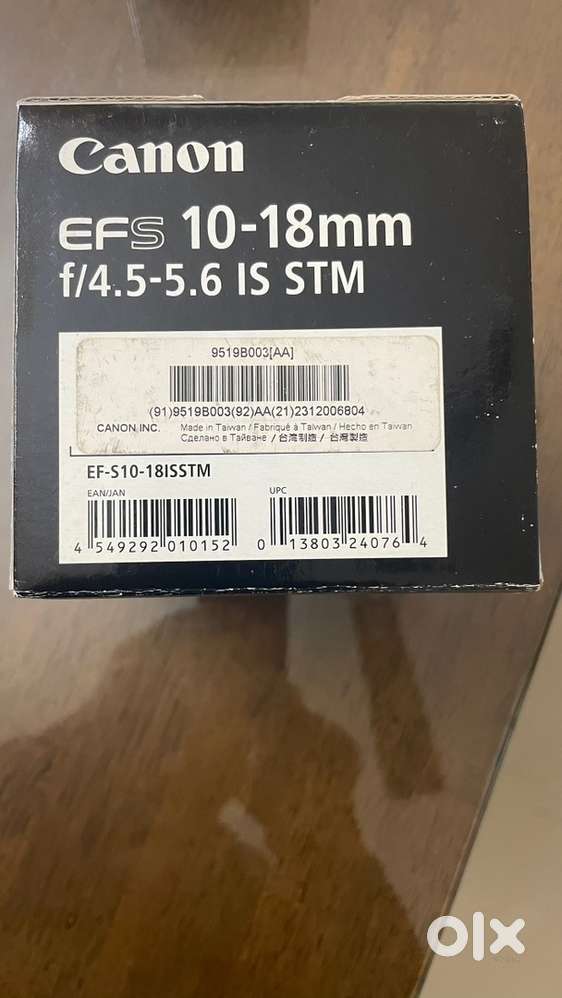 Canon
EFS 10-18mm
f/4.5-5.6 IS STM
9519B003[AA]
(91)9519B003(92)AA(21)2312006804
CANON INC. Made in Taiwan / Fabriqué à Taïwan / Hecho en Taiwan
Сделано в Тайване / 台湾制造 / 台灣製造
EF-S10-18ISSTM
EAN/JAN UPC
4 549292 010152 0 13803 24076 4
olx